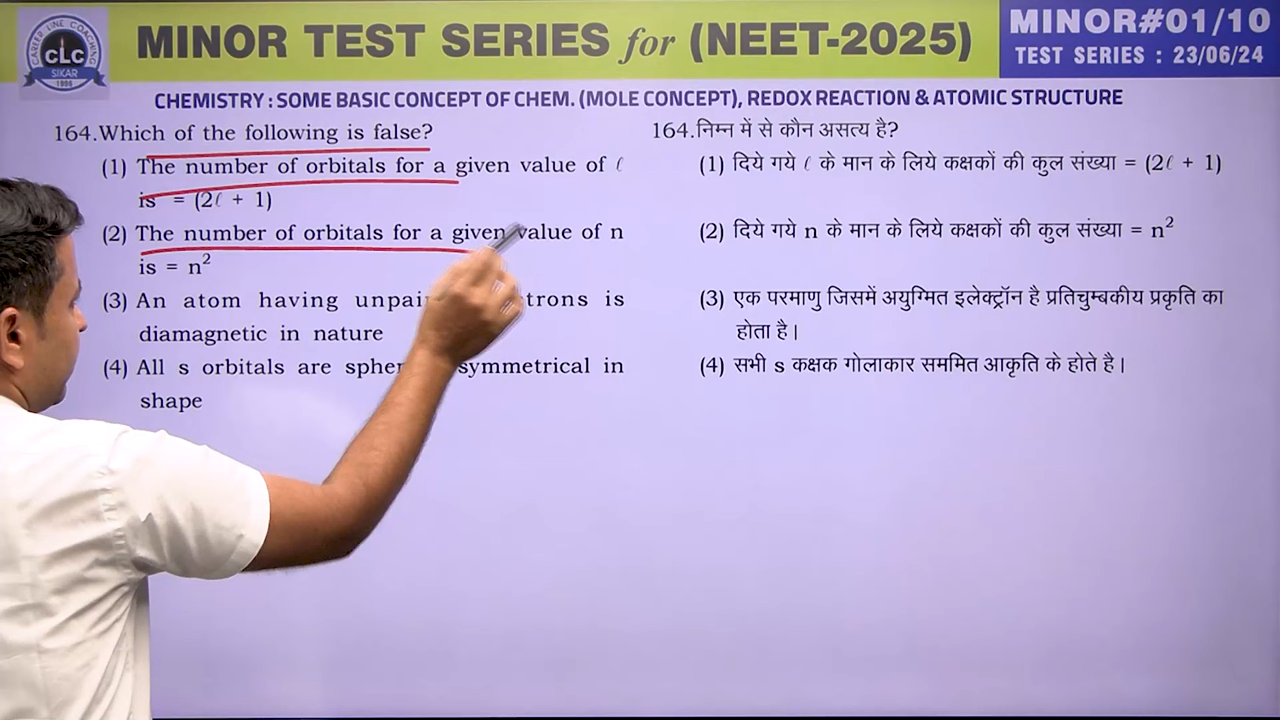 CAREER LINE COACHING
CLC
SIKAR
1996
MINOR TEST SERIES for (NEET-2025)
MINOR#01/10
TEST SERIES : 23/06/24
CHEMISTRY : SOME BASIC CONCEPT OF CHEM. (MOLE CONCEPT), REDOX REACTION & ATOMIC STRUCTURE
164.Which of the following is false?
(1) The number of orbitals for a given value of ℓ
is = (2ℓ + 1)
(2) The number of orbitals for a given value of n
is = n²
(3) An atom having is
diamagnetic in nature
(4) All s orbitals are symmetrical in
shape
164.निम्न में से कौन असत्य है?
(1) दिये गये ℓ के मान के लिये कक्षकों की कुल संख्या = (2ℓ + 1)
(2) दिये गये n के मान के लिये कक्षकों की कुल संख्या = n²
(3) एक परमाणु जिसमें अयुग्मित इलेक्ट्रॉन है प्रतिचुम्बकीय प्रकृति का
होता है।
(4) सभी s कक्षक गोलाकार सममित आकृति के होते है।